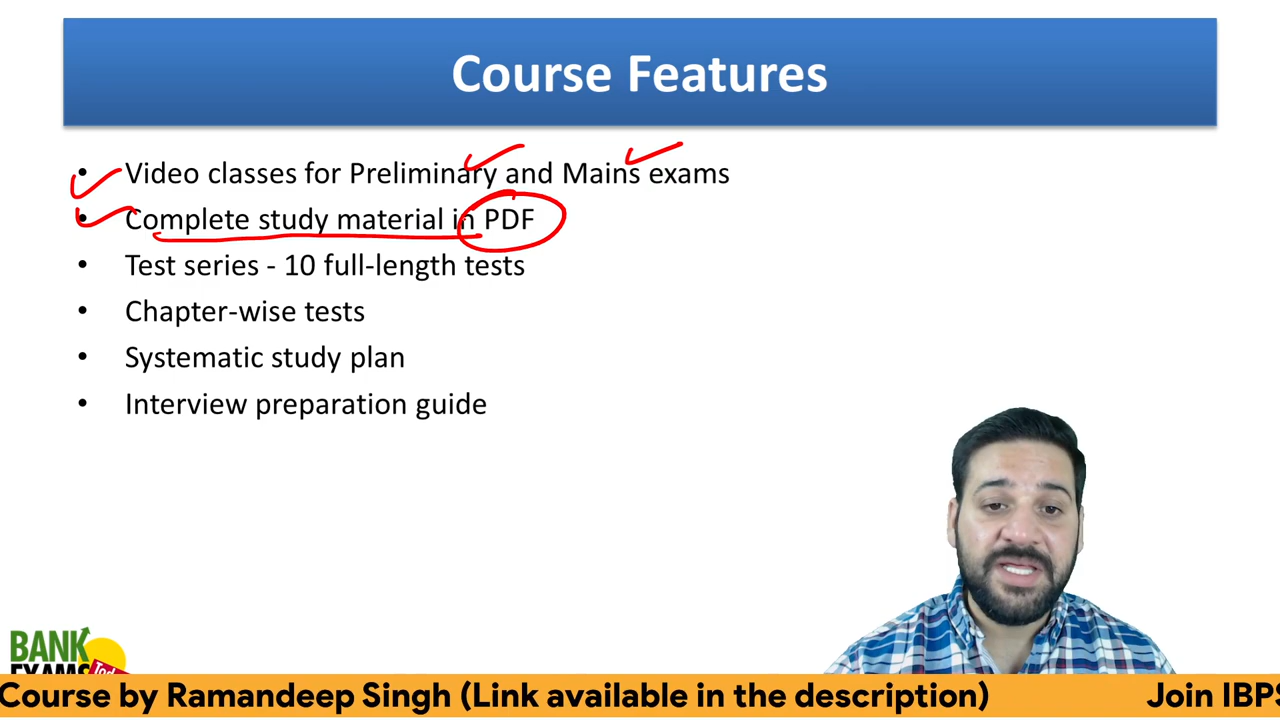 Course Features
• Video classes for Preliminary and Mains exams
• Complete study material in PDF
• Test series - 10 full-length tests
• Chapter-wise tests
• Systematic study plan
• Interview preparation guide
BANK
EXAMS Today
Course by Ramandeep Singh (Link available in the description) Join IBPS